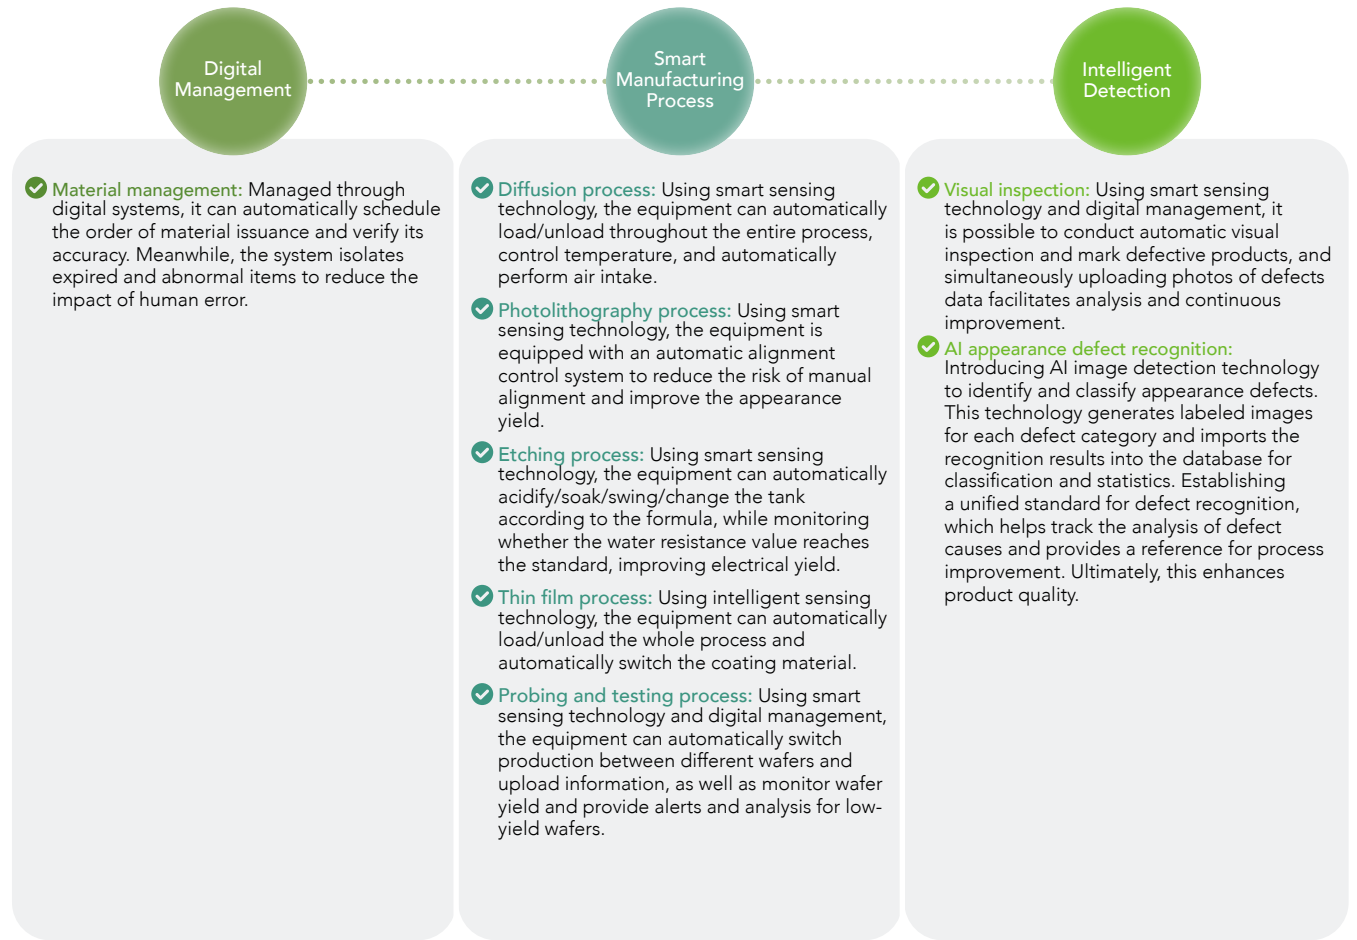 Digital
Management
Smart
Manufacturing
Process
Intelligent
Detection
Material management: Managed through
digital systems, it can automatically schedule
the order of material issuance and verify its
accuracy. Meanwhile, the system isolates
expired and abnormal items to reduce the
impact of human error.
Diffusion process: Using smart sensing
technology, the equipment can automatically
load/unload throughout the entire process,
control temperature, and automatically
perform air intake.
Photolithography process: Using smart
sensing technology, the equipment is
equipped with an automatic alignment
control system to reduce the risk of manual
alignment and improve the appearance
yield.
Etching process: Using smart sensing
technology, the equipment can automatically
acidify/soak/swing/change the tank
according to the formula, while monitoring
whether the water resistance value reaches
the standard, improving electrical yield.
Thin film process: Using intelligent sensing
technology, the equipment can automatically
load/unload the whole process and
automatically switch the coating material.
Probing and testing process: Using smart
sensing technology and digital management,
the equipment can automatically switch
production between different wafers and
upload information, as well as monitor wafer
yield and provide alerts and analysis for low-
yield wafers.
Visual inspection: Using smart sensing
technology and digital management, it
is possible to conduct automatic visual
inspection and mark defective products, and
simultaneously uploading photos of defects
data facilitates analysis and continuous
improvement.
AI appearance defect recognition:
Introducing AI image detection technology
to identify and classify appearance defects.
This technology generates labeled images
for each defect category and imports the
recognition results into the database for
classification and statistics. Establishing
a unified standard for defect recognition,
which helps track the analysis of defect
causes and provides a reference for process
improvement. Ultimately, this enhances
product quality.